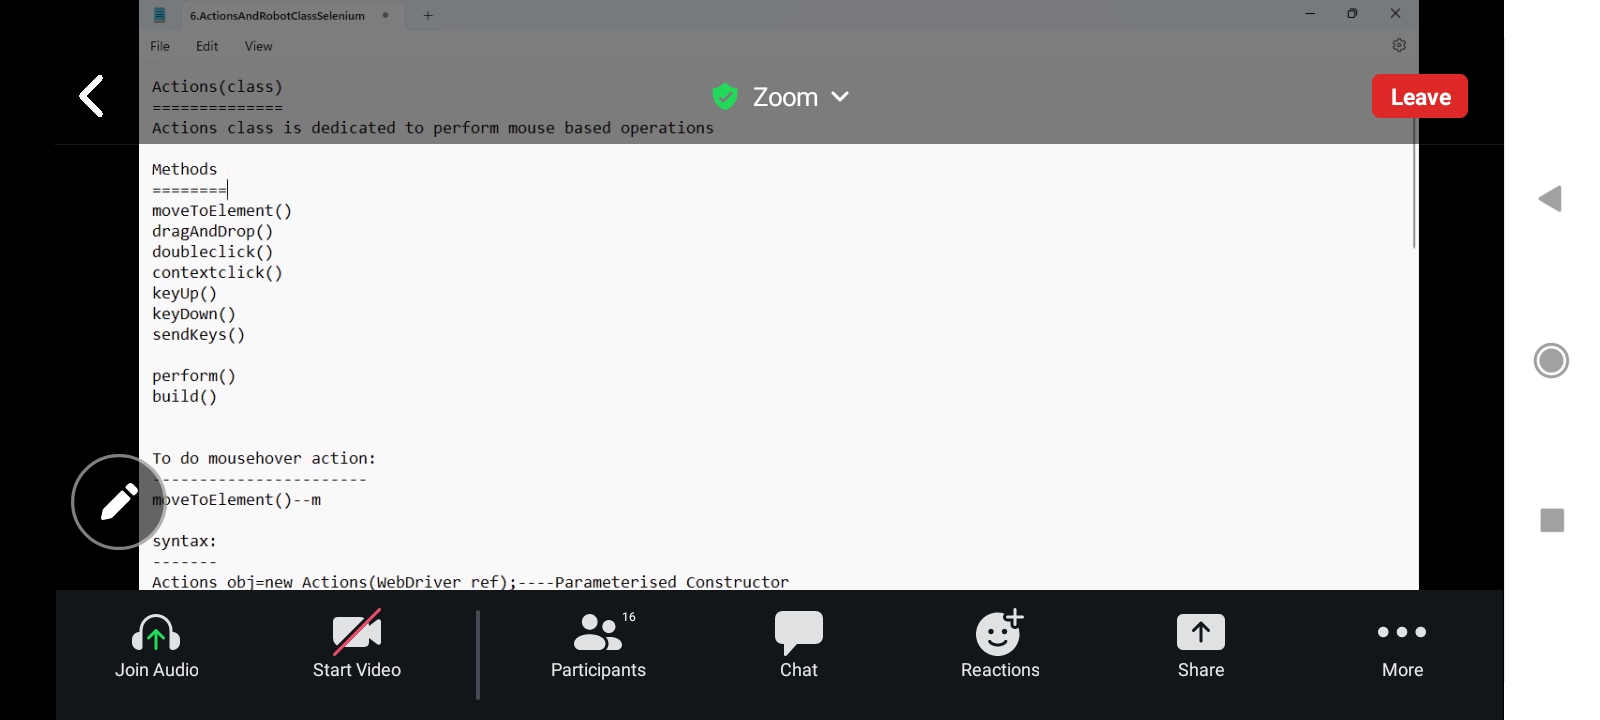 6.ActionsAndRobotClassSelenium
File Edit View
Actions(class)
==============
Zoom
Leave
Actions class is dedicated to perform mouse based operations
Methods
========
moveToElement()
dragAndDrop()
doubleclick()
contextclick()
keyUp()
keyDown()
sendKeys()
perform()
build()
To do mousehover action:
-----------------------
moveToElement()--m
syntax:
-------
Actions obj=new Actions(WebDriver ref);----Parameterised Constructor
16
Join Audio Start Video Participants Chat Reactions Share More